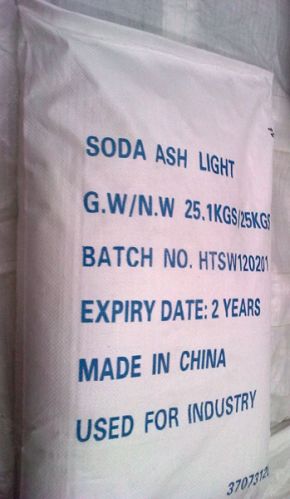 SODA ASH LIGHT
G.W/N.W 25.1KGS/25KGS
BATCH NO. HTSW120201
EXPIRY DATE: 2 YEARS
MADE IN CHINA
USED FOR INDUSTRY